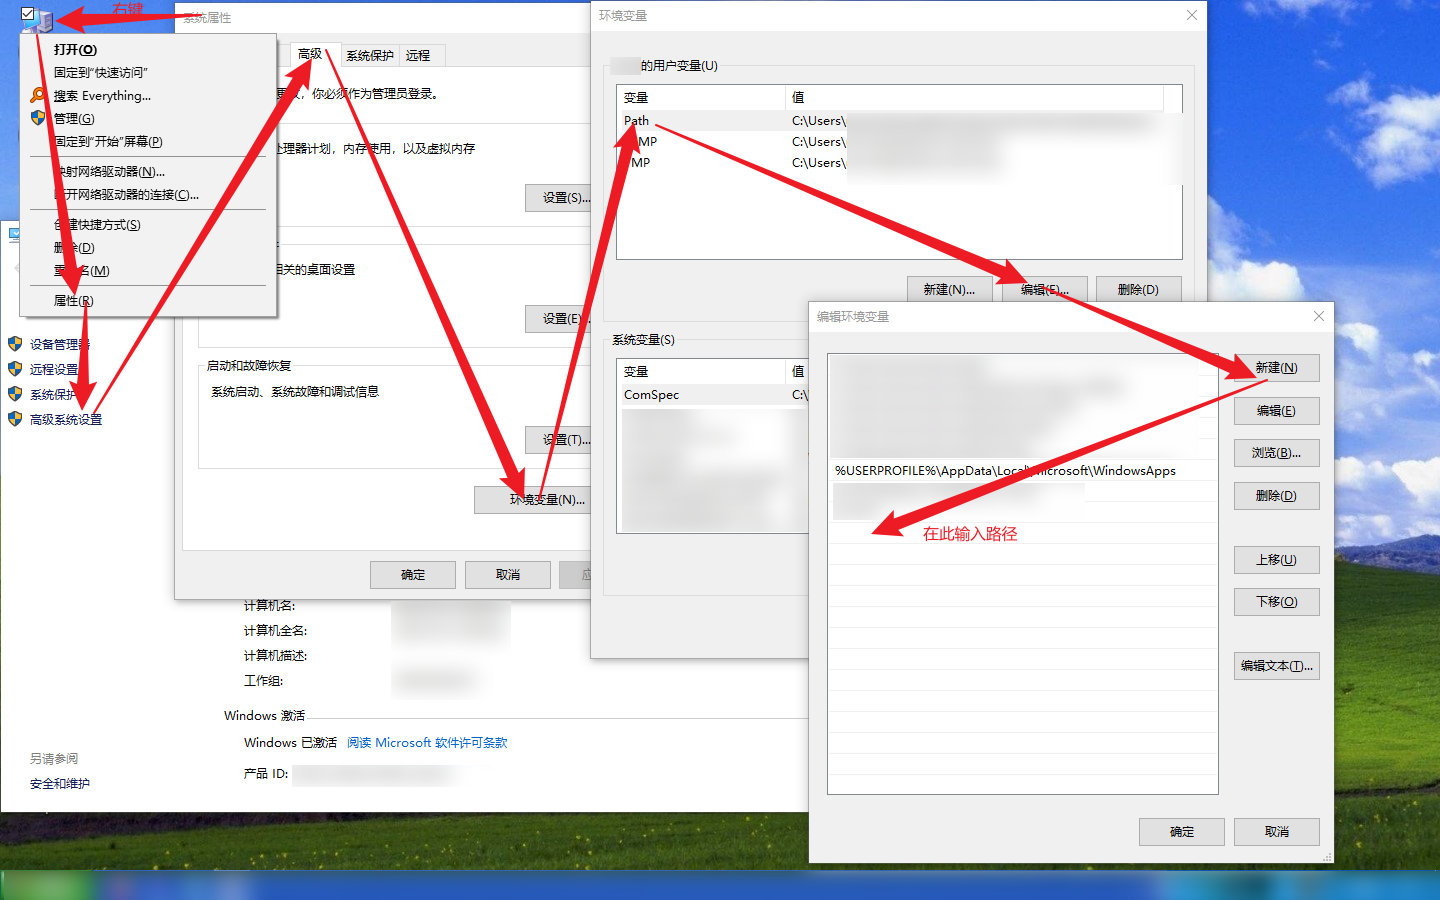 右键
打开(O)
固定到“快速访问”
搜索 Everything...
管理(G)
固定到“开始”屏幕(P)
映射网络驱动器(N)...
断开网络驱动器的连接(C)...
创建快捷方式(S)
删除(D)
重命名(M)
属性(R)
设备管理器
远程设置
系统保护
高级系统设置
另请参阅
安全和维护
系统属性
高级
系统保护
远程
你必须作为管理员登录。
处理器计划，内存使用，以及虚拟内存
设置(S)...
相关的桌面设置
设置(E)...
启动和故障恢复
系统启动、系统故障和调试信息
设置(T)...
环境变量(N)...
确定
取消
计算机名:
计算机全名:
计算机描述:
工作组:
Windows 激活
Windows 已激活 阅读 Microsoft 软件许可条款
产品 ID:
环境变量
的用户变量(U)
变量 值
Path C:\Users\
MP C:\Users\
MP C:\Users\
新建(N)...
编辑(E)...
删除(D)
系统变量(S)
变量 值
ComSpec C:\
编辑环境变量
%USERPROFILE%\AppData\Local\Microsoft\WindowsApps
在此输入路径
新建(N)
编辑(E)
浏览(B)...
删除(D)
上移(U)
下移(O)
编辑文本(T)...
确定
取消